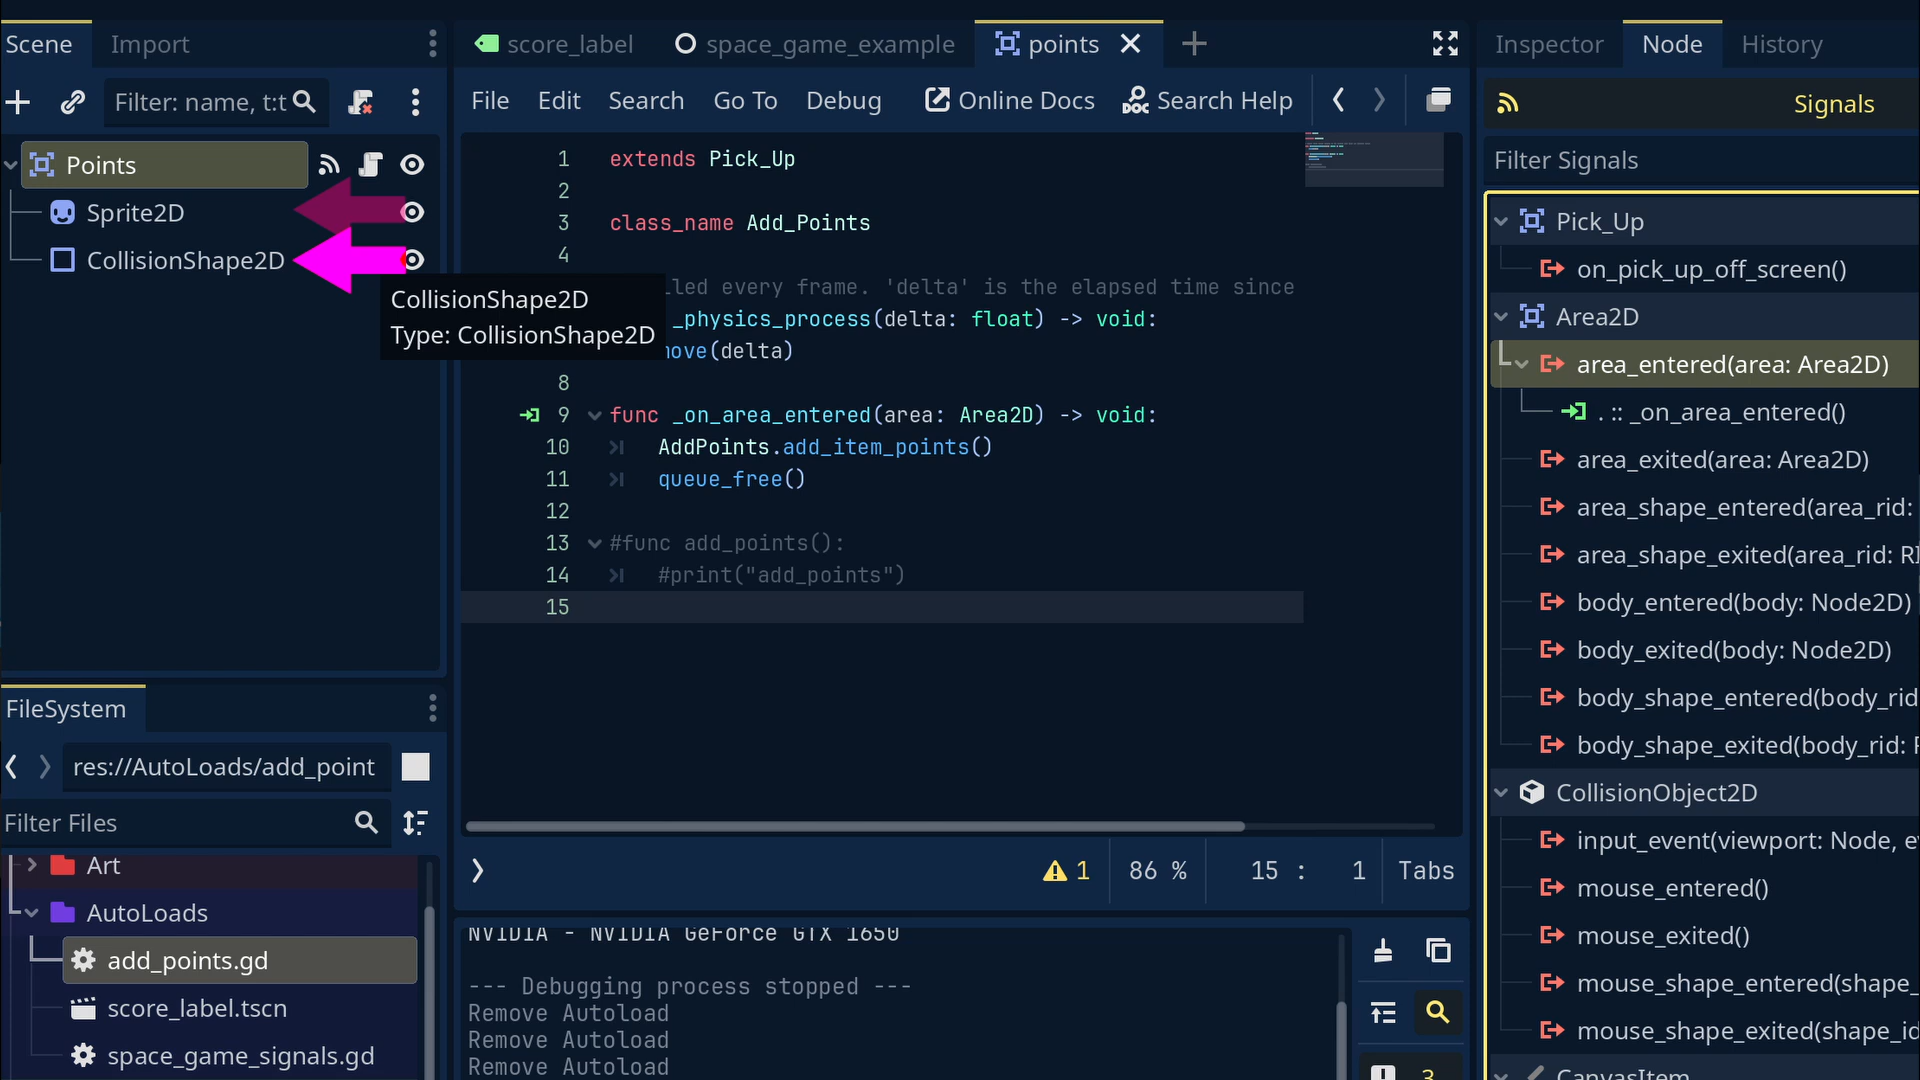 Scene
Import
Filter: name, t:t
Points
Sprite2D
CollisionShape2D
CollisionShape2D
Type: CollisionShape2D
FileSystem
res://AutoLoads/add_point
Filter Files
Art
AutoLoads
add_points.gd
score_label.tscn
space_game_signals.gd
score_label
space_game_example
points
File
Edit
Search
Go To
Debug
Online Docs
Search Help
1 extends Pick_Up
2
3 class_name Add_Points
4
lled every frame. 'delta' is the elapsed time since
_physics_process(delta: float) -> void:
move(delta)
8
9 func _on_area_entered(area: Area2D) -> void:
10 AddPoints.add_item_points()
11 queue_free()
12
13 #func add_points():
14 #print("add_points")
15
1
86 %
15 : 1
Tabs
NVIDIA - NVIDIA GeForce GTX 1650
--- Debugging process stopped ---
Remove Autoload
Remove Autoload
Remove Autoload
3
Inspector
Node
History
Signals
Filter Signals
Pick_Up
on_pick_up_off_screen()
Area2D
area_entered(area: Area2D)
. :: _on_area_entered()
area_exited(area: Area2D)
area_shape_entered(area_rid:
area_shape_exited(area_rid: RI
body_entered(body: Node2D)
body_exited(body: Node2D)
body_shape_entered(body_rid
body_shape_exited(body_rid: R
CollisionObject2D
input_event(viewport: Node, ev
mouse_entered()
mouse_exited()
mouse_shape_entered(shape_
mouse_shape_exited(shape_id
CanvasItem